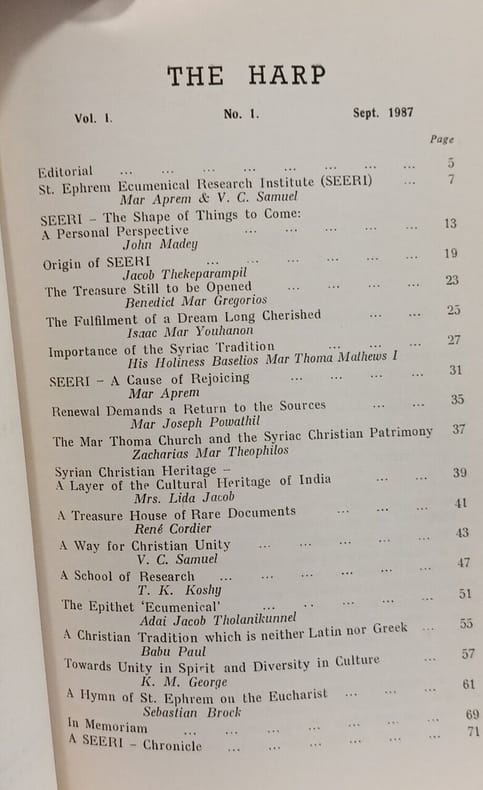 THE HARP
Vol. I. No. 1. Sept. 1987
Page
Editorial ... ... ... ... ... ... ... 5
St. Ephrem Ecumenical Research Institute (SEERI) ... 7
Mar Aprem & V. C. Samuel
SEERI – The Shape of Things to Come:
A Personal Perspective ... ... ... ... 13
John Madey
Origin of SEERI ... ... ... ... ... ... 19
Jacob Thekeparampil
The Treasure Still to be Opened ... ... ... ... 23
Benedict Mar Gregorios
The Fulfilment of a Dream Long Cherished ... ... 25
Isaac Mar Youhanon
Importance of the Syriac Tradition ... ... ... 27
His Holiness Baselios Mar Thoma Mathews I
SEERI – A Cause of Rejoicing ... ... ... ... 31
Mar Aprem
Renewal Demands a Return to the Sources ... ... 35
Mar Joseph Powathil
The Mar Thoma Church and the Syriac Christian Patrimony 37
Zacharias Mar Theophilos
Syrian Christian Heritage –
A Layer of the Cultural Heritage of India ... ... 39
Mrs. Lida Jacob
A Treasure House of Rare Documents ... ... ... 41
René Cordier
A Way for Christian Unity ... ... ... ... ... 43
V. C. Samuel
A School of Research ... ... ... ... ... ... 47
T. K. Koshy
The Epithet 'Ecumenical' ... .. ... ... ... 51
Adai Jacob Tholanikunnel
A Christian Tradition which is neither Latin nor Greek ... 55
Babu Paul
Towards Unity in Spirit and Diversity in Culture ... 57
K. M. George
A Hymn of St. Ephrem on the Eucharist ... ... ... 61
Sebastian Brock
In Memoriam ... ... ... ... ... ... ... 69
A SEERI – Chronicle ... ... ... ... ... ... 71